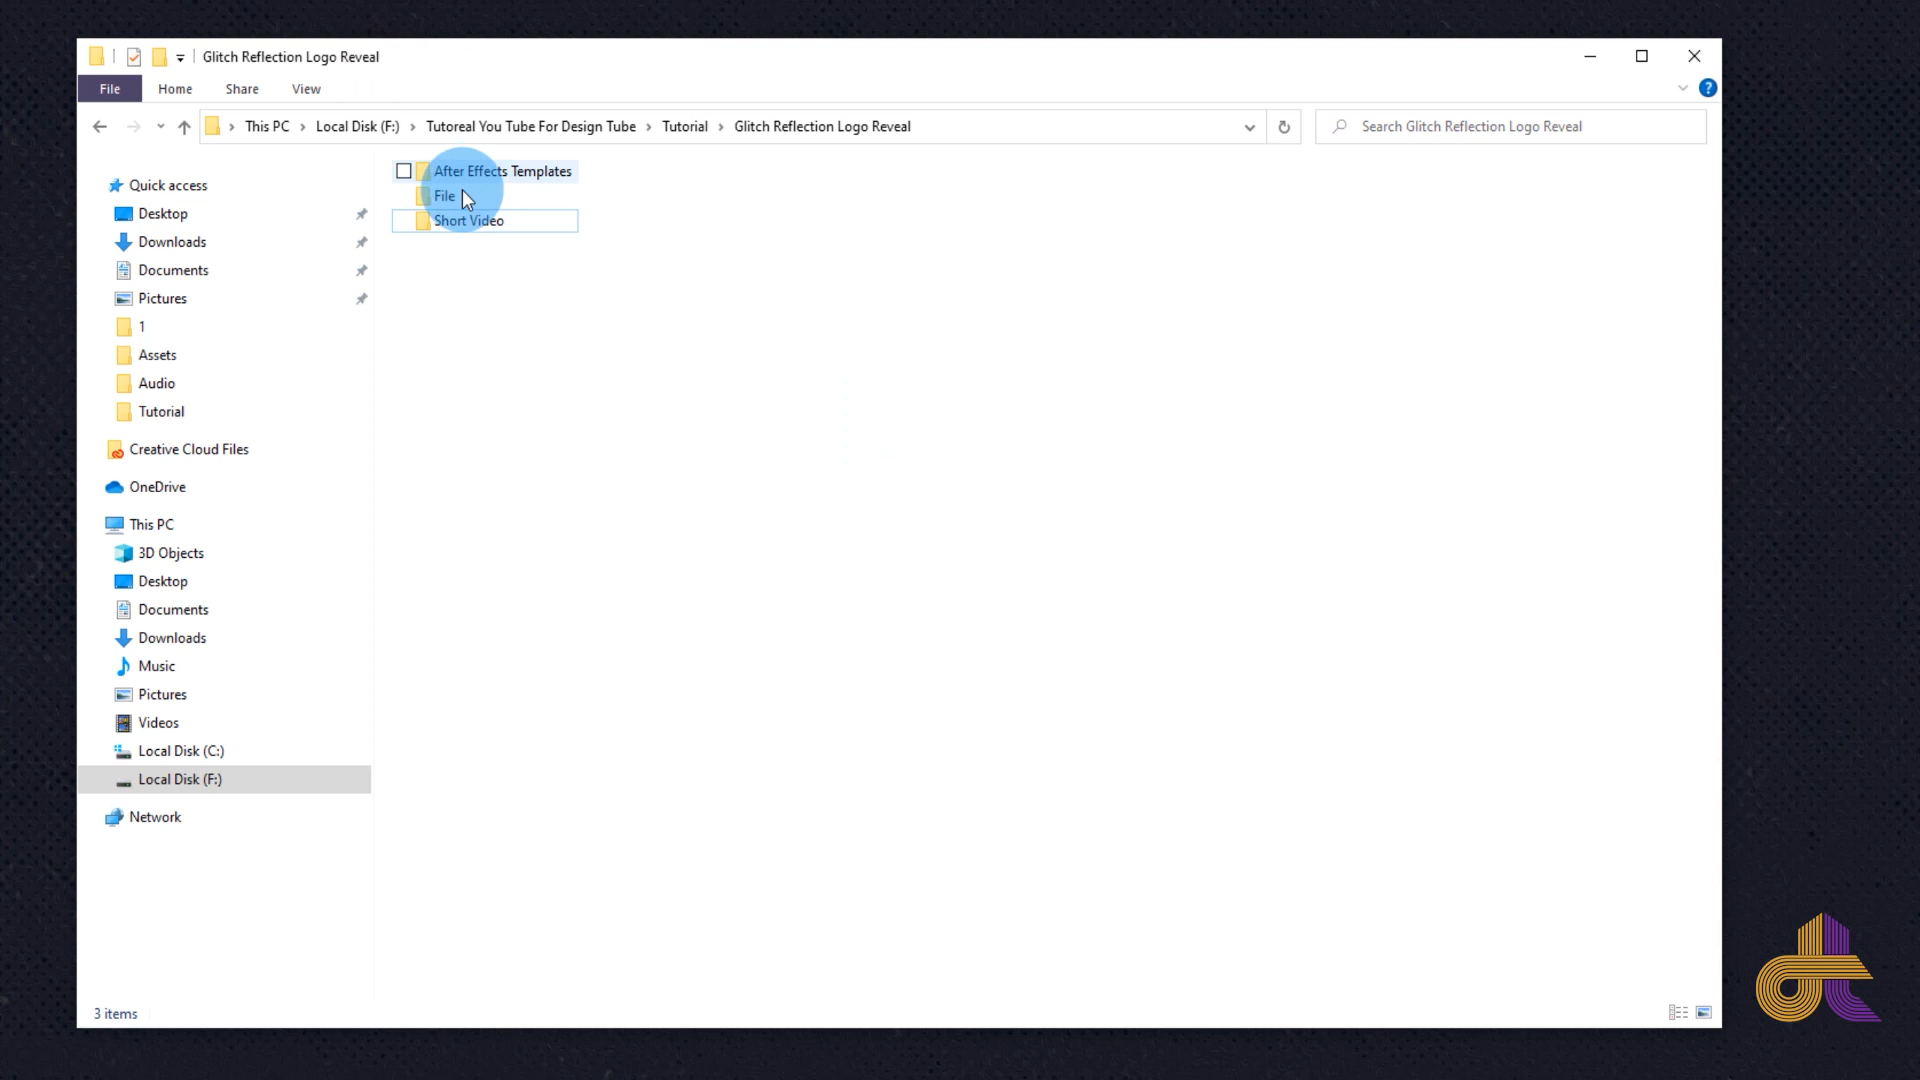 Glitch Reflection Logo Reveal
File Home Share View
This PC Local Disk (F:) Tutoreal You Tube For Design Tube Tutorial Glitch Reflection Logo Reveal
Search Glitch Reflection Logo Reveal
After Effects Templates
File
Short Video
Quick access
Desktop
Downloads
Documents
Pictures
1
Assets
Audio
Tutorial
Creative Cloud Files
OneDrive
This PC
3D Objects
Desktop
Documents
Downloads
Music
Pictures
Videos
Local Disk (C:)
Local Disk (F:)
Network
3 items